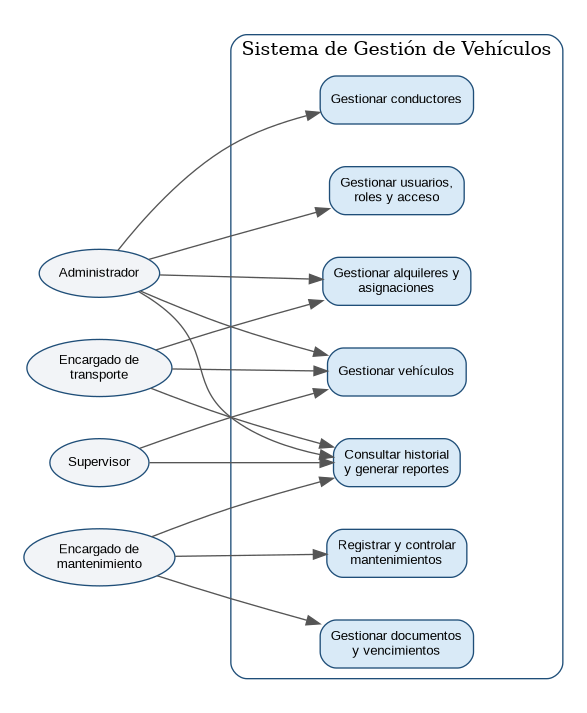 Sistema de Gestión de Vehículos
Gestionar conductores
Gestionar usuarios,
roles y acceso
Administrador
Gestionar alquileres y
asignaciones
Encargado de
transporte
Gestionar vehículos
Supervisor
Consultar historial
y generar reportes
Encargado de
mantenimiento
Registrar y controlar
mantenimientos
Gestionar documentos
y vencimientos